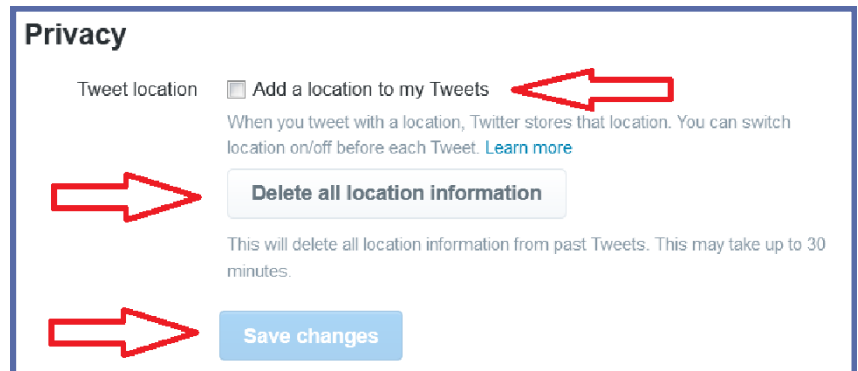 Privacy
Tweet location Add a location to my Tweets
When you tweet with a location, Twitter stores that location. You can switch
location on/off before each Tweet. Learn more
Delete all location information
This will delete all location information from past Tweets. This may take up to 30
minutes.
Save changes